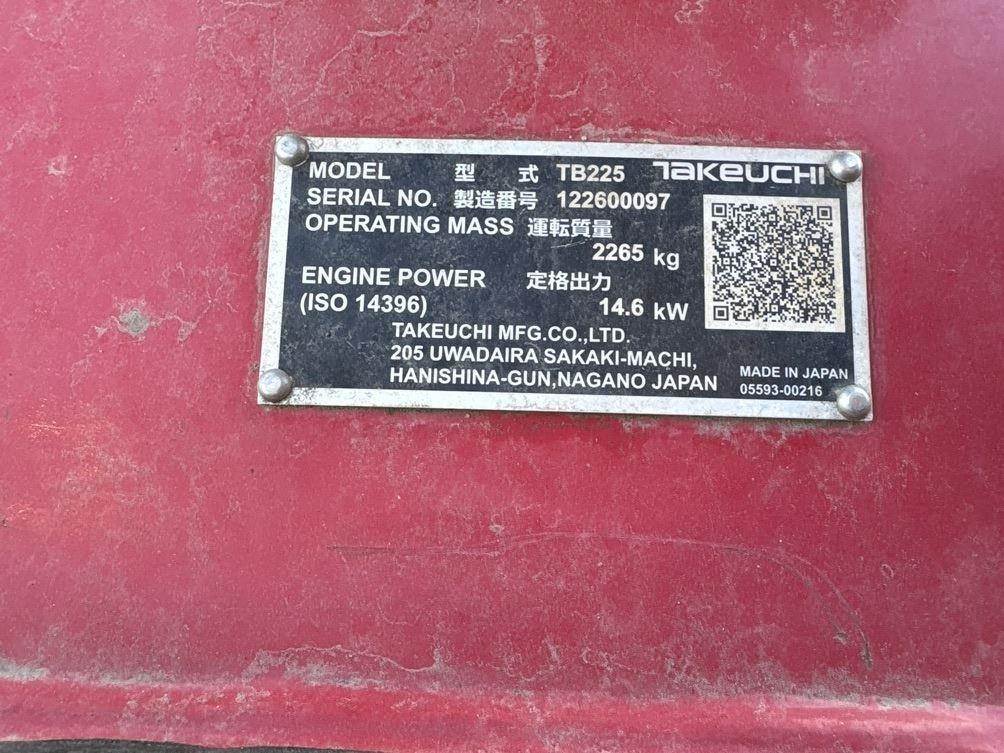 MODEL 型 式 TB225 TAKEUCHI
SERIAL NO. 製造番号 122600097
OPERATING MASS 運転質量
2265 kg
ENGINE POWER 定格出力
(ISO 14396) 14.6 kW
TAKEUCHI MFG.CO.,LTD.
205 UWADAIRA SAKAKI-MACHI,
HANISHINA-GUN,NAGANO JAPAN
MADE IN JAPAN
05593-00216